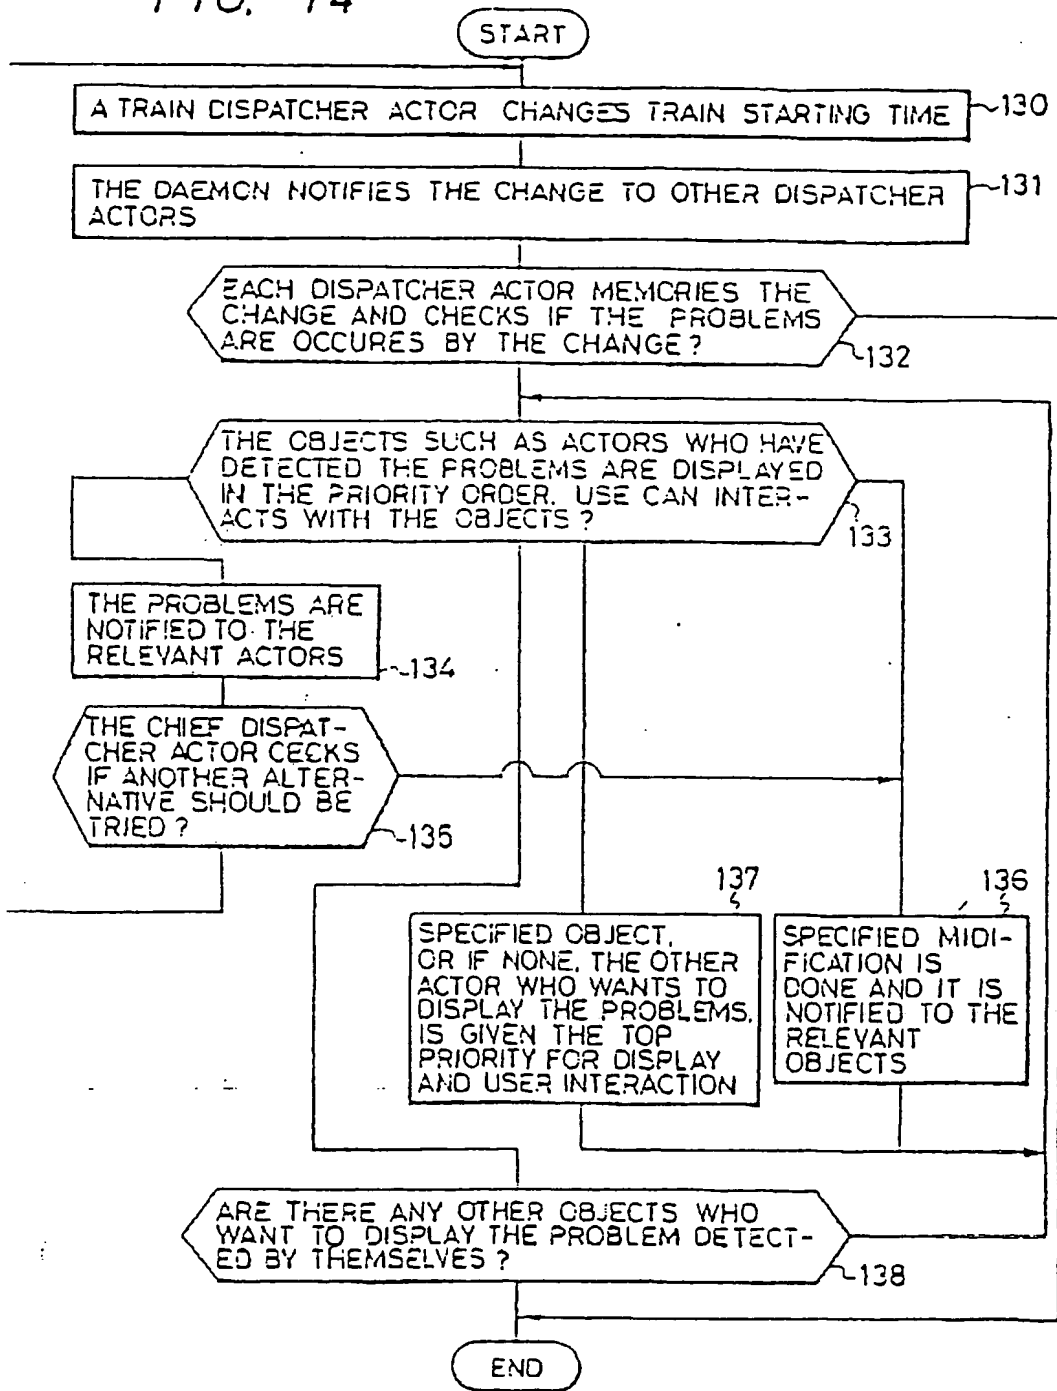 FIG. 14
START
A TRAIN DISPATCHER ACTOR CHANGES TRAIN STARTING TIME
130
THE DAEMON NOTIFIES THE CHANGE TO OTHER DISPATCHER
ACTORS
131
EACH DISPATCHER ACTOR MEMORIES THE
CHANGE AND CHECKS IF THE PROBLEMS
ARE OCCURES BY THE CHANGE?
132
THE OBJECTS SUCH AS ACTORS WHO HAVE
DETECTED THE PROBLEMS ARE DISPLAYED
IN THE PRIORITY ORDER. USE CAN INTER-
ACTS WITH THE OBJECTS?
133
THE PROBLEMS ARE
NOTIFIED TO THE
RELEVANT ACTORS
134
THE CHIEF DISPAT-
CHER ACTOR CECKS
IF ANOTHER ALTER-
NATIVE SHOULD BE
TRIED?
135
137
SPECIFIED OBJECT,
OR IF NONE, THE OTHER
ACTOR WHO WANTS TO
DISPLAY THE PROBLEMS,
IS GIVEN THE TOP
PRIORITY FOR DISPLAY
AND USER INTERACTION
136
SPECIFIED MIDI-
FICATION IS
DONE AND IT IS
NOTIFIED TO THE
RELEVANT
OBJECTS
ARE THERE ANY OTHER OBJECTS WHO
WANT TO DISPLAY THE PROBLEM DETECT-
ED BY THEMSELVES?
138
END